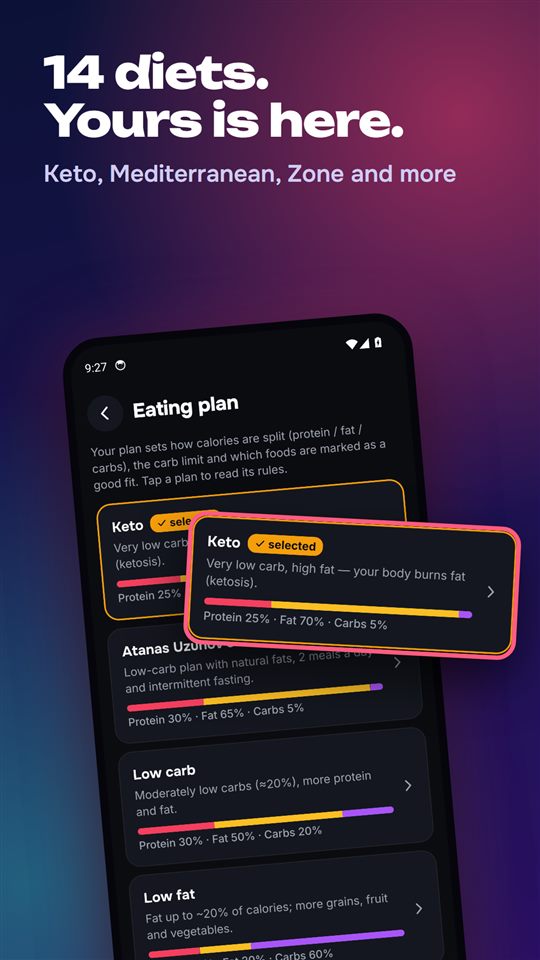 14 diets.
Yours is here.
Keto, Mediterranean, Zone and more
9:27
Eating plan
Your plan sets how calories are split (protein / fat /
carbs), the carb limit and which foods are marked as a
good fit. Tap a plan to read its rules.
Keto ✓ sele
Very low carb
(ketosis).
Protein 25%
Keto ✓ selected
Very low carb, high fat — your body burns fat
(ketosis).
Protein 25% · Fat 70% · Carbs 5%
Atanas Uzunov
Low-carb plan with natural fats, 2 meals a day
and intermittent fasting.
Protein 30% · Fat 65% · Carbs 5%
Low carb
Moderately low carbs (≈20%), more protein
and fat.
Protein 30% · Fat 50% · Carbs 20%
Low fat
Fat up to ~20% of calories; more grains, fruit
and vegetables.
Fat 20% · Carbs 60%